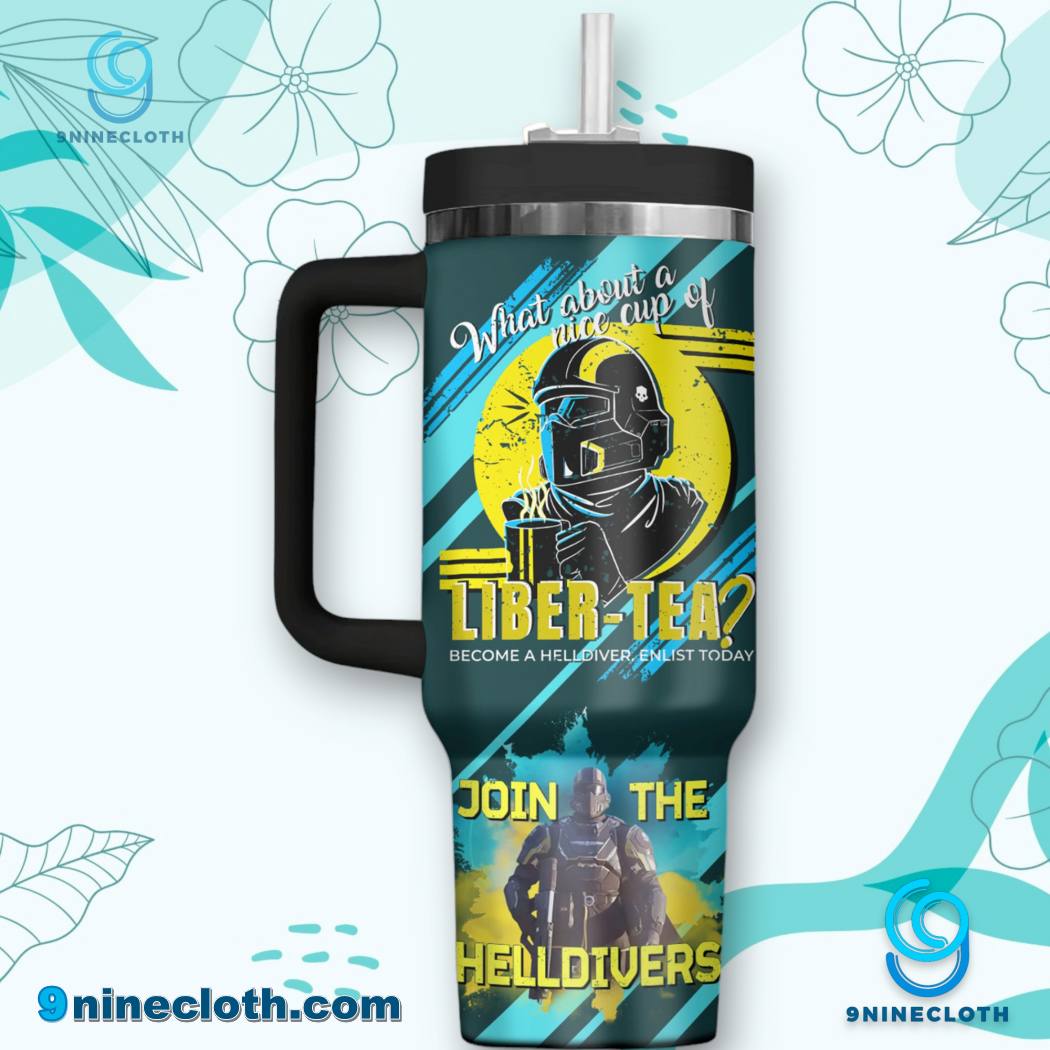 9NINECLOTH
What about a
nice cup of
LIBER-TEA?
BECOME A HELLDIVER, ENLIST TODAY
JOIN THE
HELLDIVERS
9ninecloth.com
9NINECLOTH